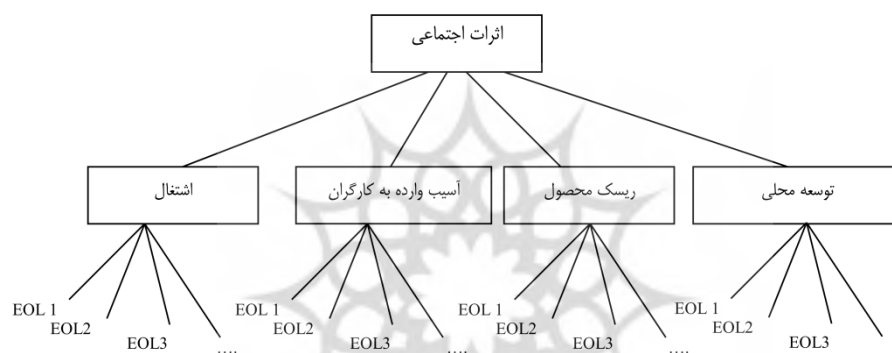 اثرات اجتماعی
توسعه محلی
ریسک محصول
آسیب وارده به کارگران
اشتغال
EOL 1
EOL2
EOL3
....
EOL 1
EOL2
EOL3
....
EOL 1
EOL2
EOL3
....
EOL 1
EOL2
EOL3
....